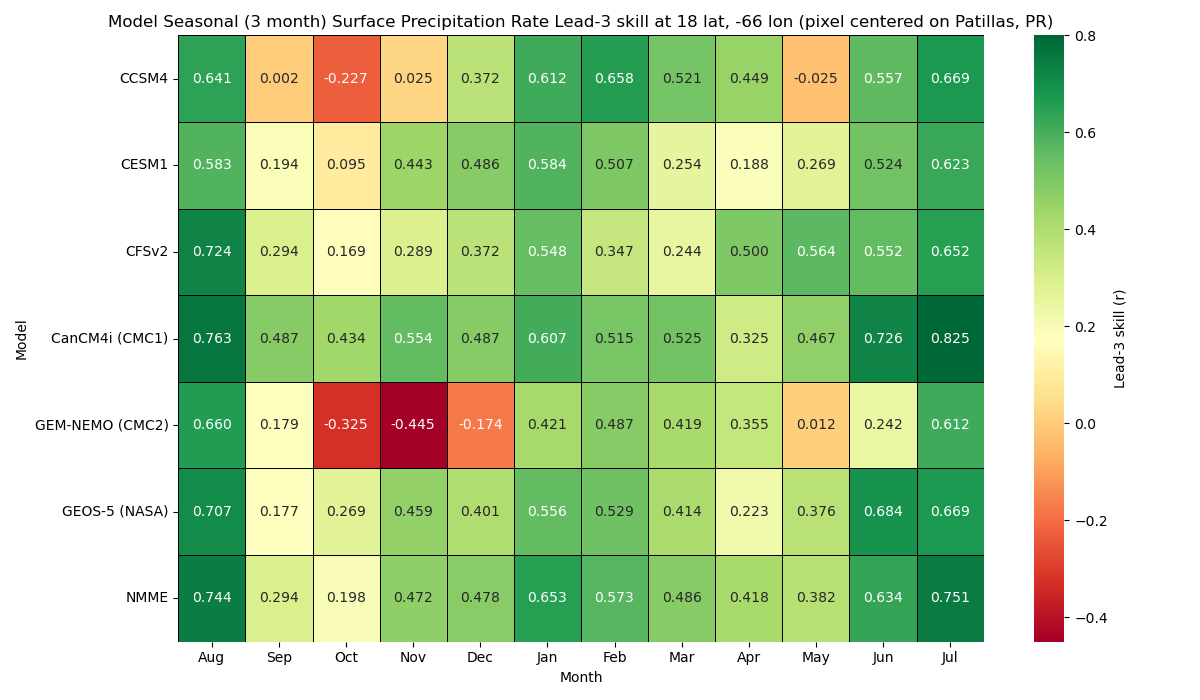 Model Seasonal (3 month) Surface Precipitation Rate Lead-3 skill at 18 lat, -66 lon (pixel centered on Patillas, PR)
Model
CCSM4 0.641 0.002 -0.227 0.025 0.372 0.612 0.658 0.521 0.449 -0.025 0.557 0.669
CESM1 0.583 0.194 0.095 0.443 0.486 0.584 0.507 0.254 0.188 0.269 0.524 0.623
CFSv2 0.724 0.294 0.169 0.289 0.372 0.548 0.347 0.244 0.500 0.564 0.552 0.652
CanCM4i (CMC1) 0.763 0.487 0.434 0.554 0.487 0.607 0.515 0.525 0.325 0.467 0.726 0.825
GEM-NEMO (CMC2) 0.660 0.179 -0.325 -0.445 -0.174 0.421 0.487 0.419 0.355 0.012 0.242 0.612
GEOS-5 (NASA) 0.707 0.177 0.269 0.459 0.401 0.556 0.529 0.414 0.223 0.376 0.684 0.669
NMME 0.744 0.294 0.198 0.472 0.478 0.653 0.573 0.486 0.418 0.382 0.634 0.751
Aug Sep Oct Nov Dec Jan Feb Mar Apr May Jun Jul
Month
0.8
0.6
0.4
0.2
0.0
−0.2
−0.4
Lead-3 skill (r)